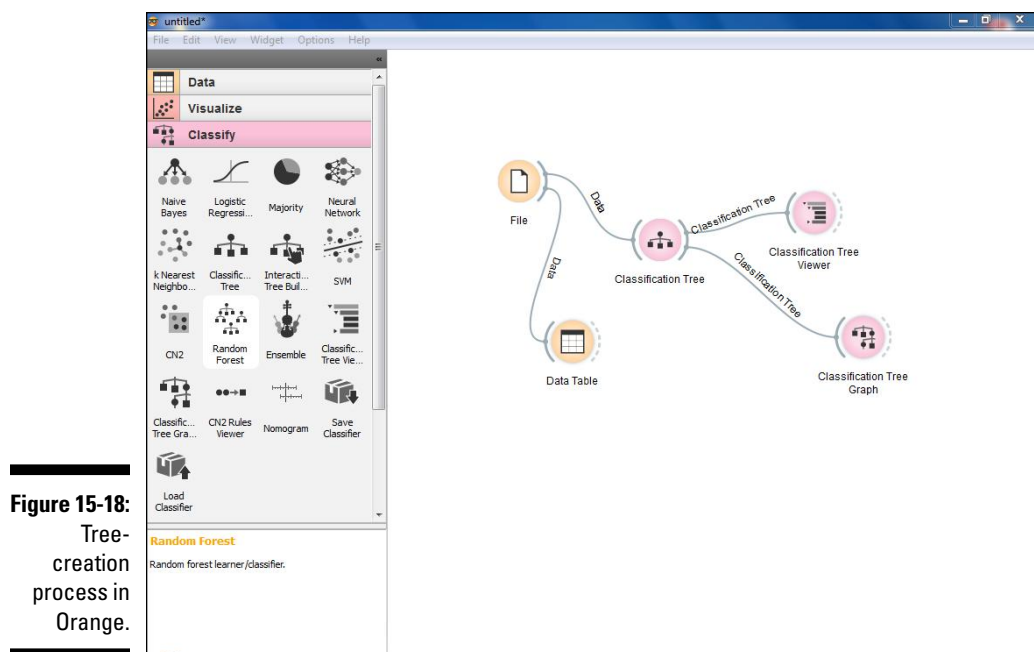 untitled*
File Edit View Widget Options Help
Data
Visualize
Classify
Naive
Bayes
Logistic
Regressi...
Majority
Neural
Network
k Nearest
Neighbo...
Classific...
Tree
Interacti...
Tree Buil...
SVM
CN2
Random
Forest
Ensemble
Classific...
Tree Vie...
Classific...
Tree Gra...
CN2 Rules
Viewer
Nomogram
Save
Classifier
Load
Classifier
Random Forest
Random forest learner/classifier.
File
Data
Data
Data Table
Classification Tree
Classification Tree
Classification Tree
Classification Tree
Viewer
Classification Tree
Graph
Figure 15-18:
Tree-
creation
process in
Orange.